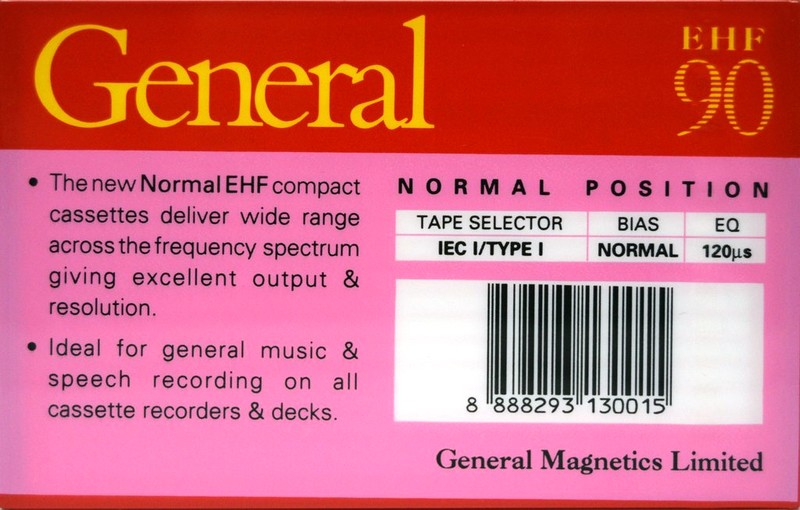 General
EHF
90
• The new Normal EHF compact
cassettes deliver wide range
across the frequency spectrum
giving excellent output &
resolution.
• Ideal for general music &
speech recording on all
cassette recorders & decks.
NORMAL POSITION
TAPE SELECTOR BIAS EQ
IEC I/TYPE I NORMAL 120µs
8 888293 130015
General Magnetics Limited